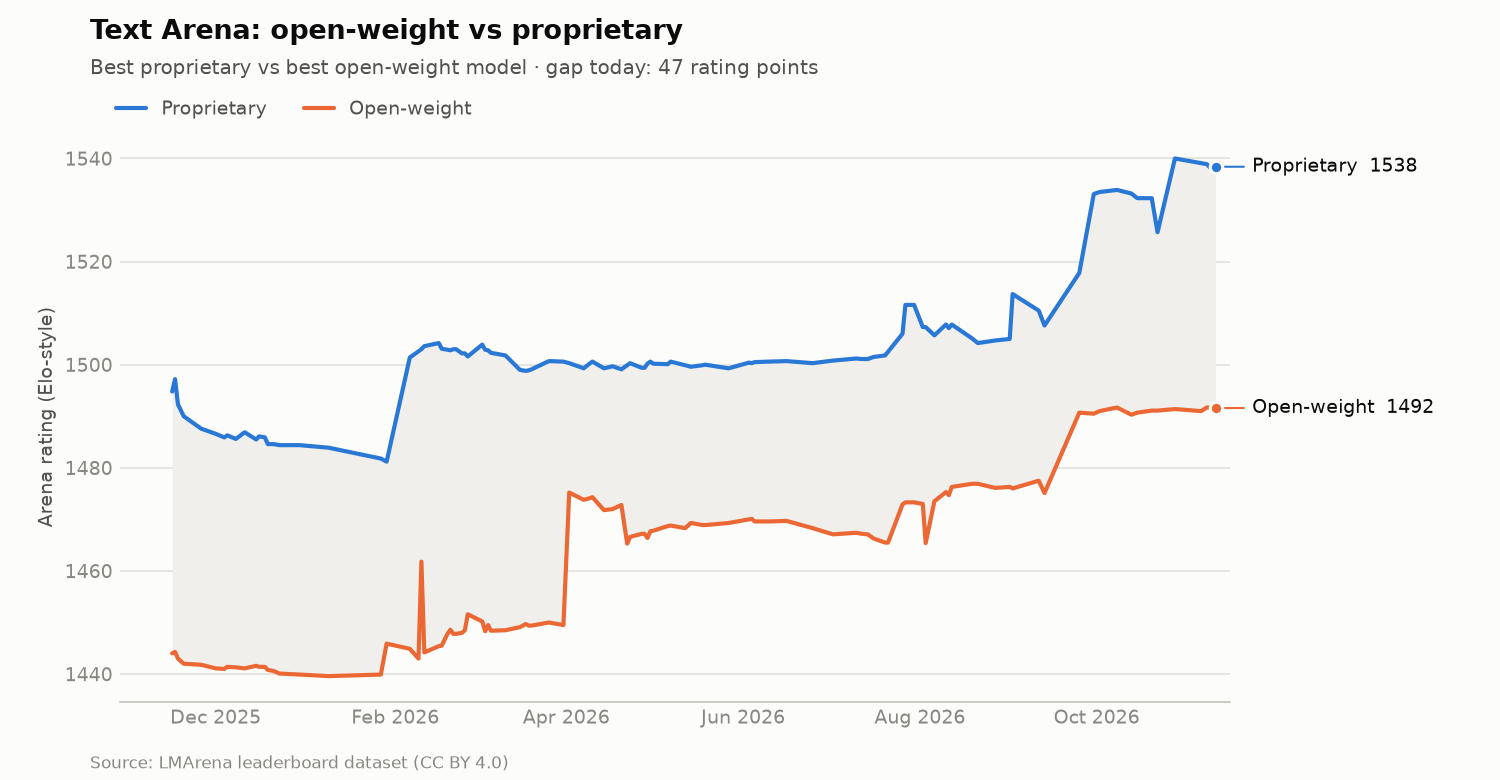 Text Arena: open-weight vs proprietary
Best proprietary vs best open-weight model · gap today: 47 rating points
Proprietary
Open-weight
Arena rating (Elo-style)
1540
1520
1500
1480
1460
1440
Proprietary 1538
Open-weight 1492
Dec 2025
Feb 2026
Apr 2026
Jun 2026
Aug 2026
Oct 2026
Source: LMArena leaderboard dataset (CC BY 4.0)